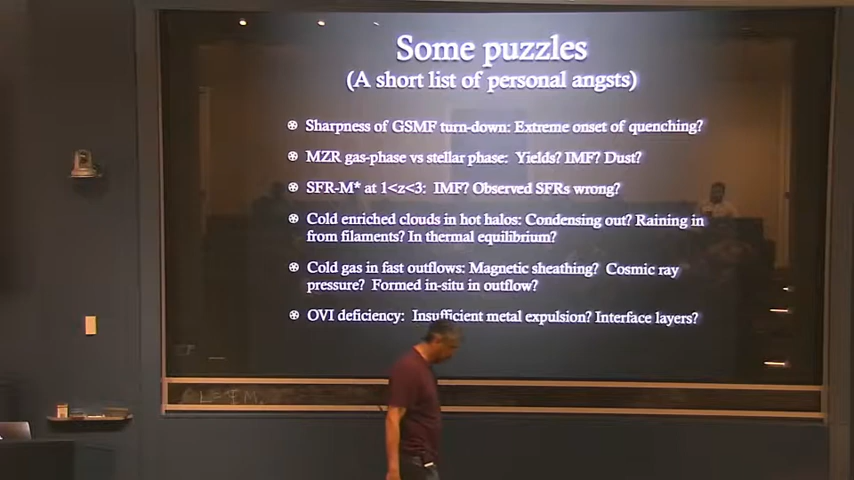 Some puzzles
(A short list of personal angsts)
Sharpness of GSMF turn-down: Extreme onset of quenching?
MZR gas-phase vs stellar phase: Yields? IMF? Dust?
SFR-M* at 1<z<3: IMF? Observed SFRs wrong?
Cold enriched clouds in hot halos: Condensing out? Raining in
from filaments? In thermal equilibrium?
Cold gas in fast outflows: Magnetic sheathing? Cosmic ray
pressure? Formed in-situ in outflow?
OVI deficiency: Insufficient metal expulsion? Interface layers?